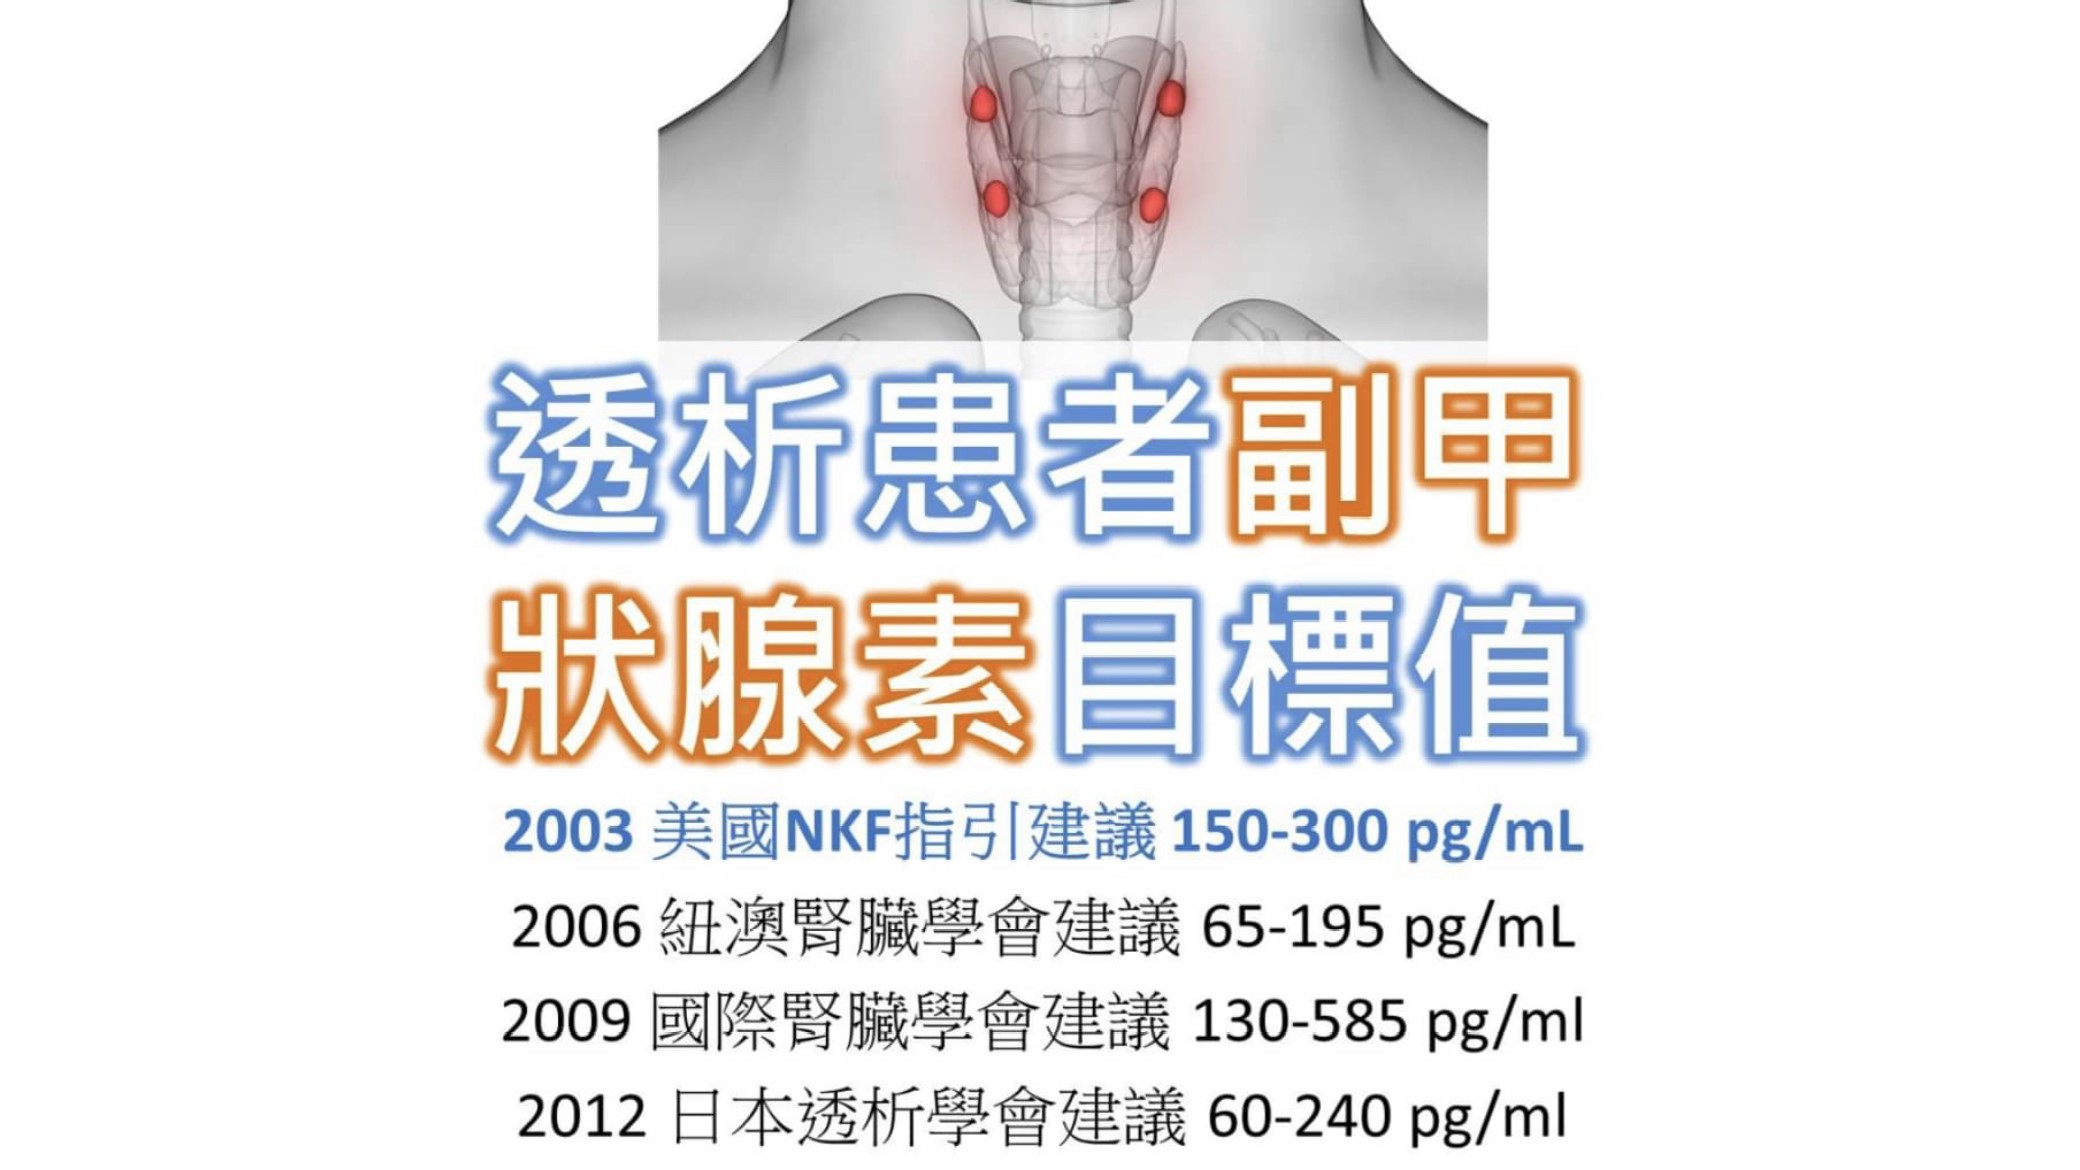 透析患者副甲
狀腺素目標值
2003 美國NKF指引建議 150-300 pg/mL
2006 紐澳腎臟學會建議 65-195 pg/mL
2009 國際腎臟學會建議 130-585 pg/ml
2012 日本透析學會建議 60-240 pg/ml